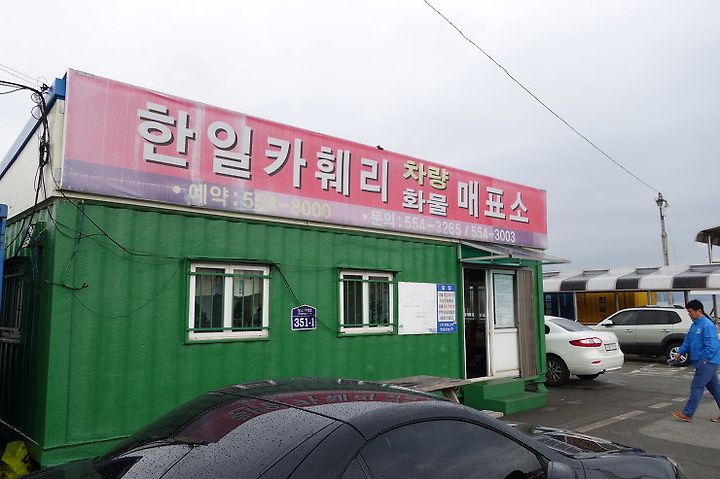 한일카훼리 차량 화물 매표소
• 예약 : 554-8000 • 문의 : 554-3265 / 554-3003
351-1